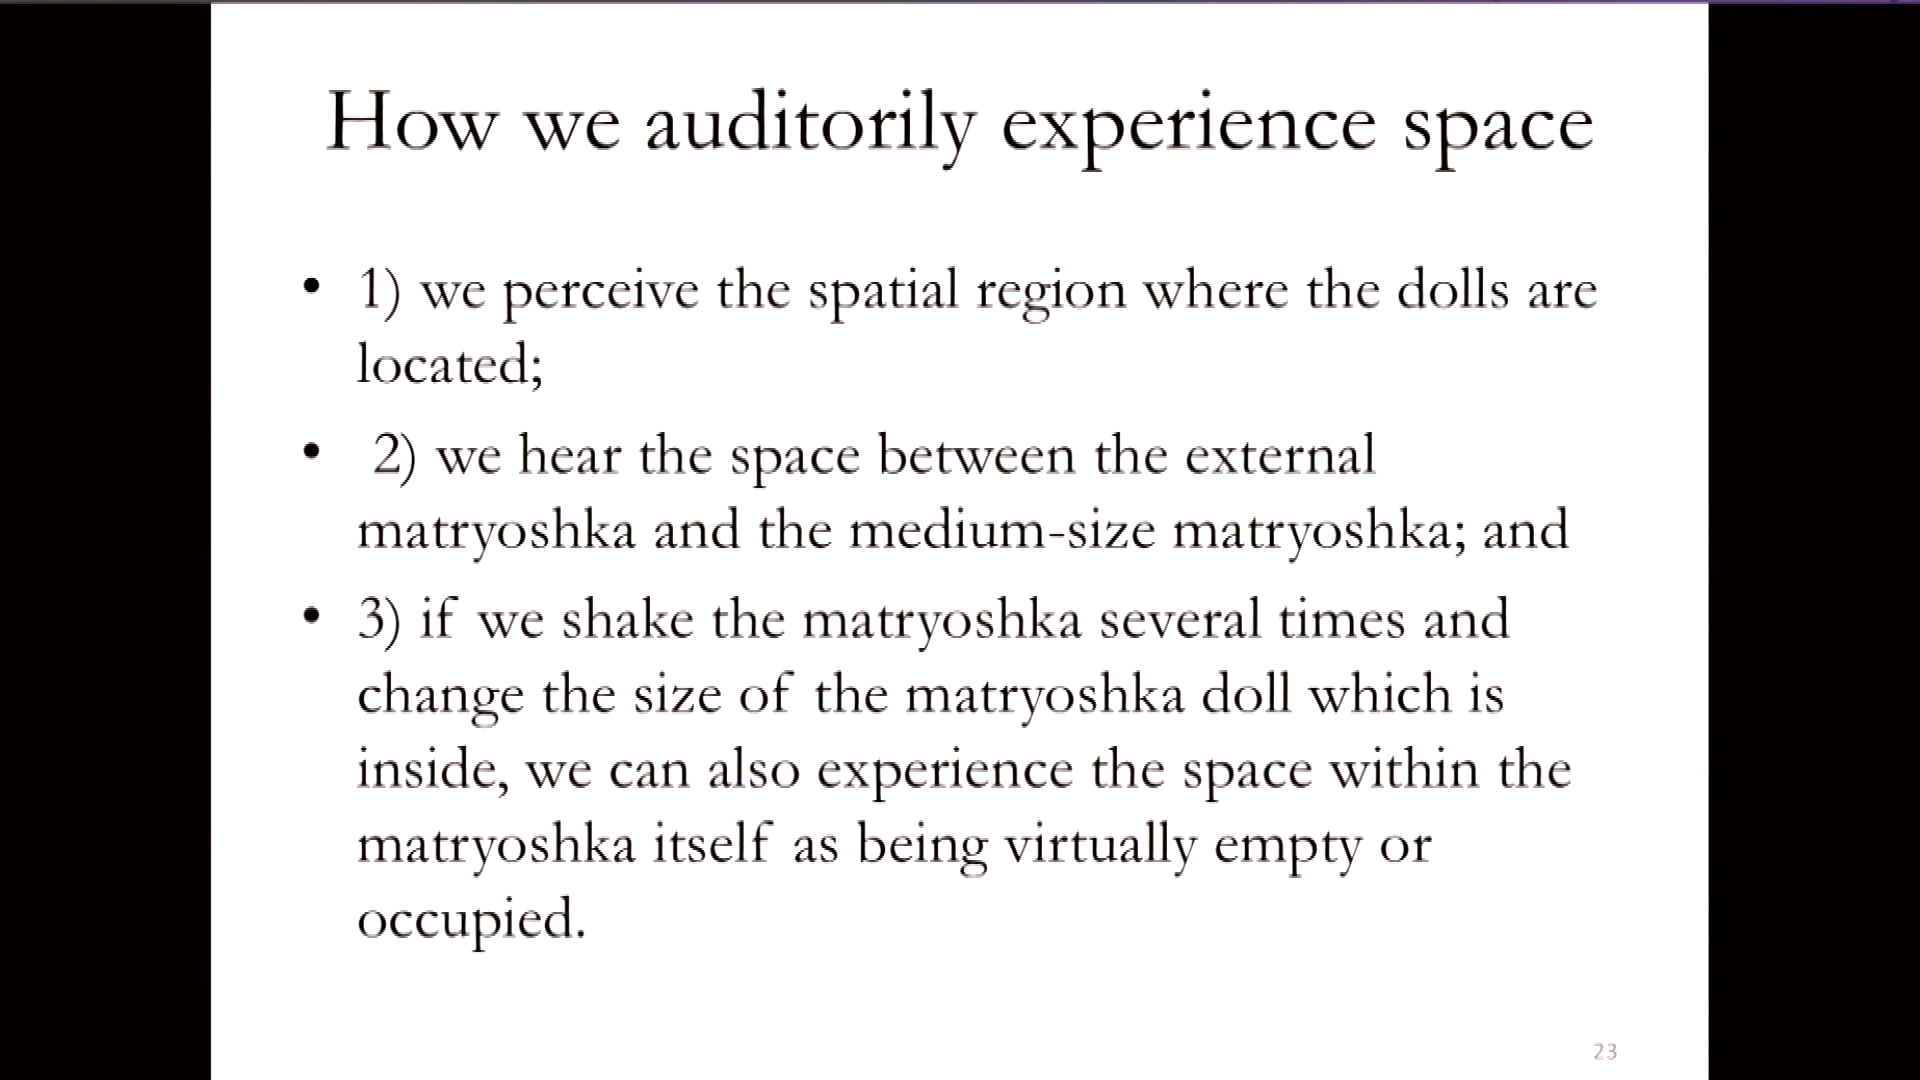 How we auditorily experience space
• 1) we perceive the spatial region where the dolls are
located;
• 2) we hear the space between the external
matryoshka and the medium-size matryoshka; and
• 3) if we shake the matryoshka several times and
change the size of the matryoshka doll which is
inside, we can also experience the space within the
matryoshka itself as being virtually empty or
occupied.
23